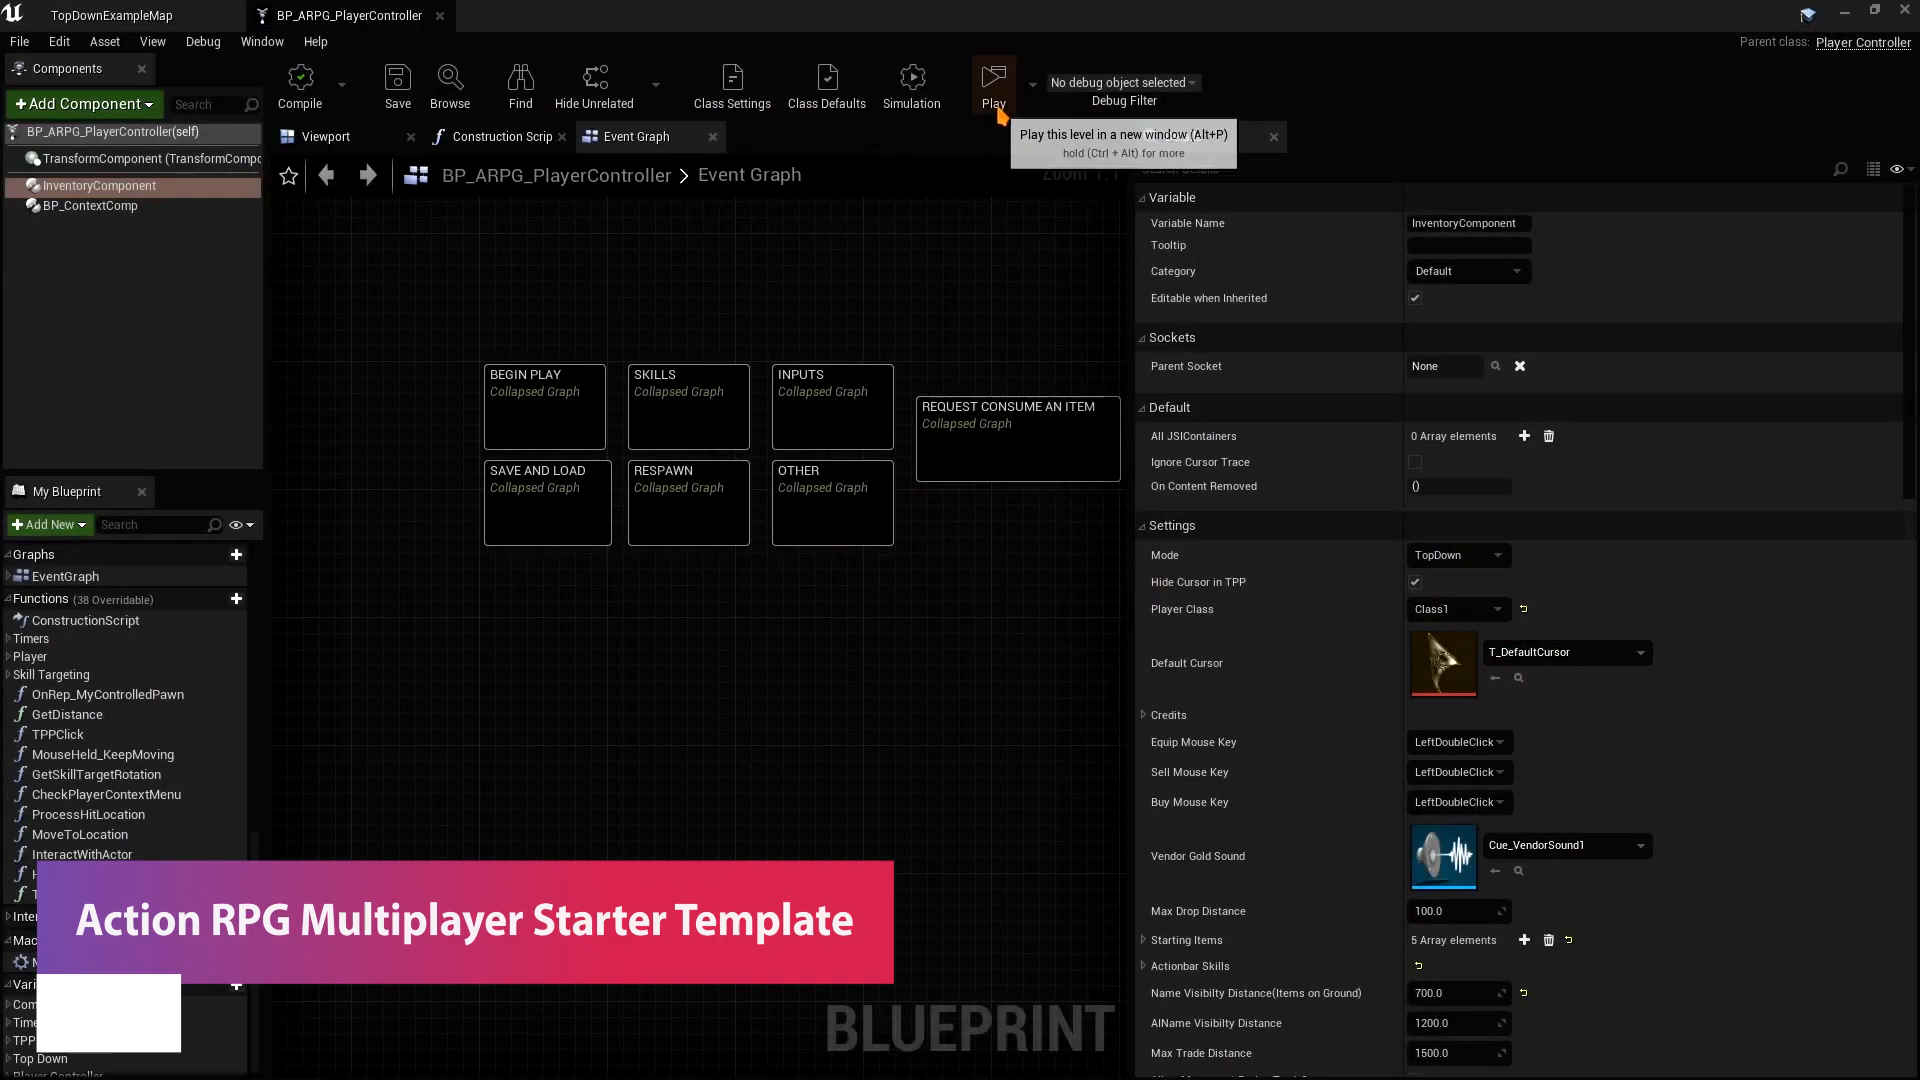 TopDownExampleMap
BP_ARPG_PlayerController
File Edit Asset View Debug Window Help
Parent class: Player Controller
Components
Compile
Save
Browse
Find
Hide Unrelated
Class Settings
Class Defaults
Simulation
Play
No debug object selected
Debug Filter
+Add Component
Search
BP_ARPG_PlayerController(self)
TransformComponent (TransformCompo
InventoryComponent
BP_ContextComp
Viewport
Construction Scrip
Event Graph
Play this level in a new window (Alt+P)
hold (Ctrl + Alt) for more
BP_ARPG_PlayerController > Event Graph
BEGIN PLAY
Collapsed Graph
SKILLS
Collapsed Graph
INPUTS
Collapsed Graph
REQUEST CONSUME AN ITEM
Collapsed Graph
SAVE AND LOAD
Collapsed Graph
RESPAWN
Collapsed Graph
OTHER
Collapsed Graph
My Blueprint
+ Add New
Search
Graphs
EventGraph
Functions (38 Overridable)
ConstructionScript
Timers
Player
Skill Targeting
OnRep_MyControlledPawn
GetDistance
TPPClick
MouseHeld_KeepMoving
GetSkillTargetRotation
CheckPlayerContextMenu
ProcessHitLocation
MoveToLocation
InteractWithActor
Inter
Mac
Vari
Com
Time
TPP
Top Down
Player Controller
Action RPG Multiplayer Starter Template
BLUEPRINT
Variable
Variable Name InventoryComponent
Tooltip
Category Default
Editable when Inherited
Sockets
Parent Socket None
Default
All JSIContainers 0 Array elements
Ignore Cursor Trace
On Content Removed ()
Settings
Mode TopDown
Hide Cursor in TPP
Player Class Class1
Default Cursor T_DefaultCursor
Credits
Equip Mouse Key LeftDoubleClick
Sell Mouse Key LeftDoubleClick
Buy Mouse Key LeftDoubleClick
Vendor Gold Sound Cue_VendorSound1
Max Drop Distance 100.0
Starting Items 5 Array elements
Actionbar Skills
Name Visibilty Distance(Items on Ground) 700.0
AIName Visibilty Distance 1200.0
Max Trade Distance 1500.0